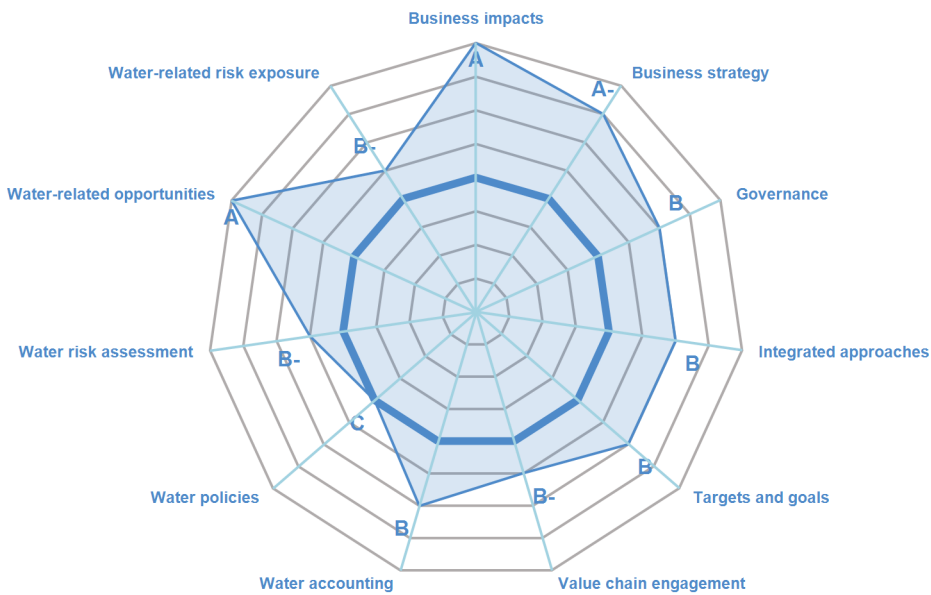 Business impacts
A
Water-related risk exposure
Business strategy
A-
B-
Water-related opportunities
Governance
B
A
Water risk assessment
B-
Integrated approaches
B
C
B
Water policies
Targets and goals
B-
B
Water accounting
Value chain engagement